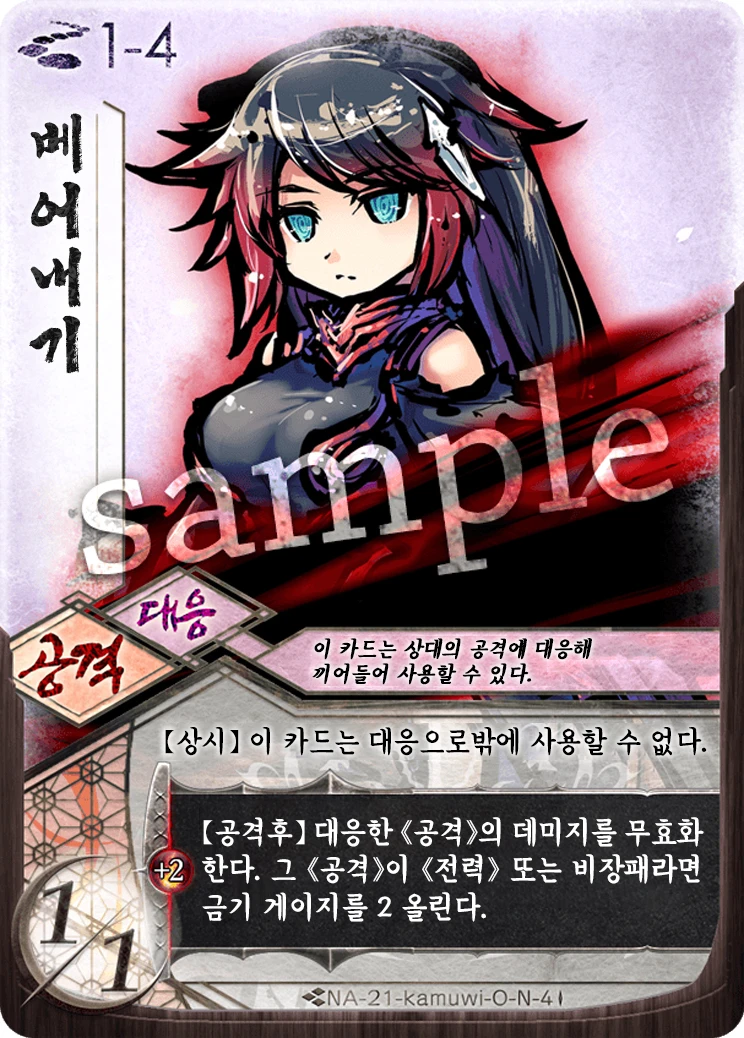 1-4
베어내기
sample
대응
공격
이 카드는 상대의 공격에 대응해
끼어들어 사용할 수 있다.
【상시】 이 카드는 대응으로밖에 사용할 수 없다.
【공격후】 대응한 《공격》의 데미지를 무효화
한다. 그 《공격》이 《전력》 또는 비장패라면
금기 게이지를 2 올린다.
+2
1/1
NA-21-kamuwi-O-N-4